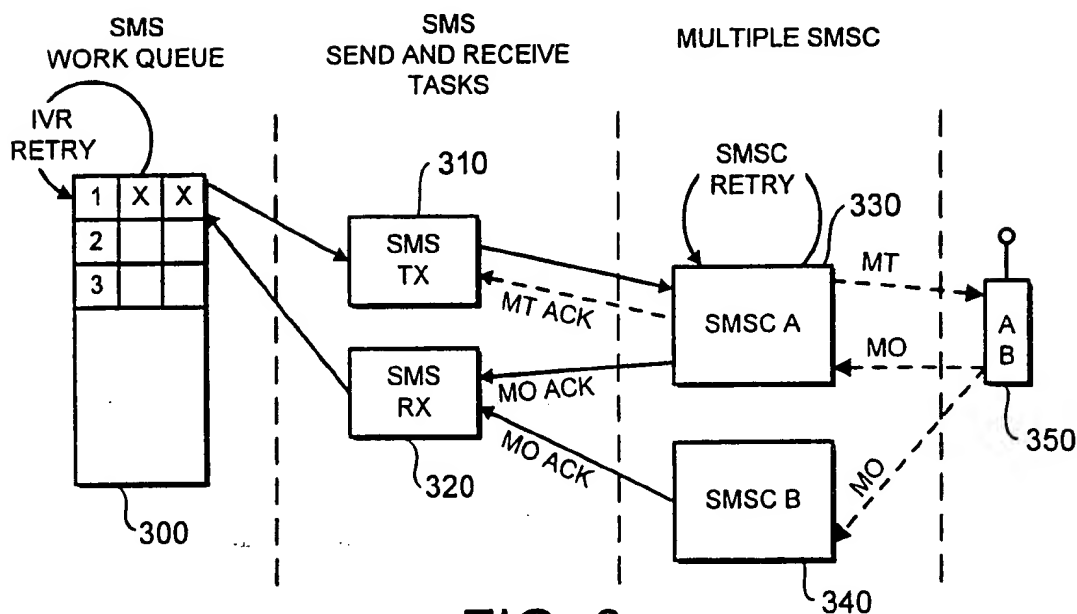 SMS
WORK QUEUE
SMS
SEND AND RECEIVE
TASKS
MULTIPLE SMSC
IVR
RETRY
1 X X
2
3
300
310
SMS
TX
MT ACK
SMS
RX
320
MO ACK
MO ACK
SMSC
RETRY
330
SMSC A
MT
MO
A
B
350
MO
SMSC B
340